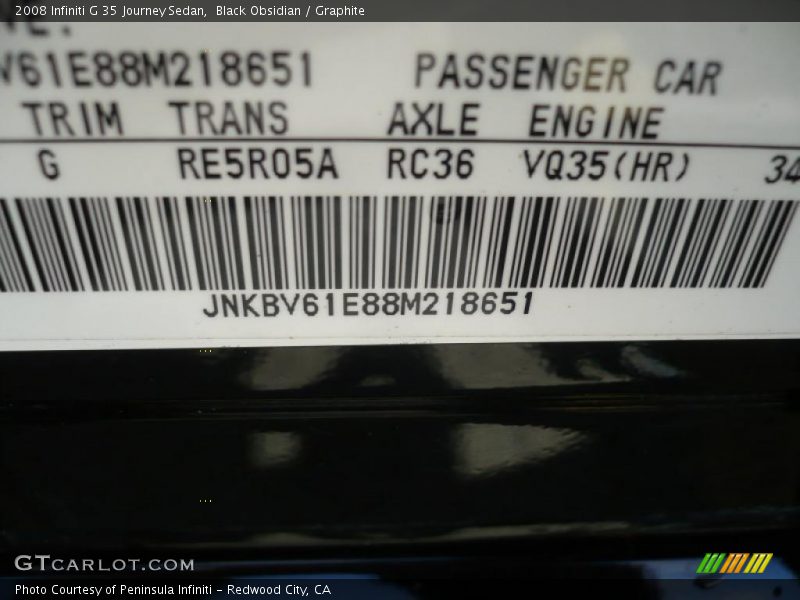 2008 Infiniti G 35 Journey Sedan, Black Obsidian / Graphite
V61E88M218651 PASSENGER CAR
TRIM TRANS AXLE ENGINE
G RE5R05A RC36 VQ35(HR) 34
JNKBV61E88M218651
GTCARLOT.COM
Photo Courtesy of Peninsula Infiniti - Redwood City, CA